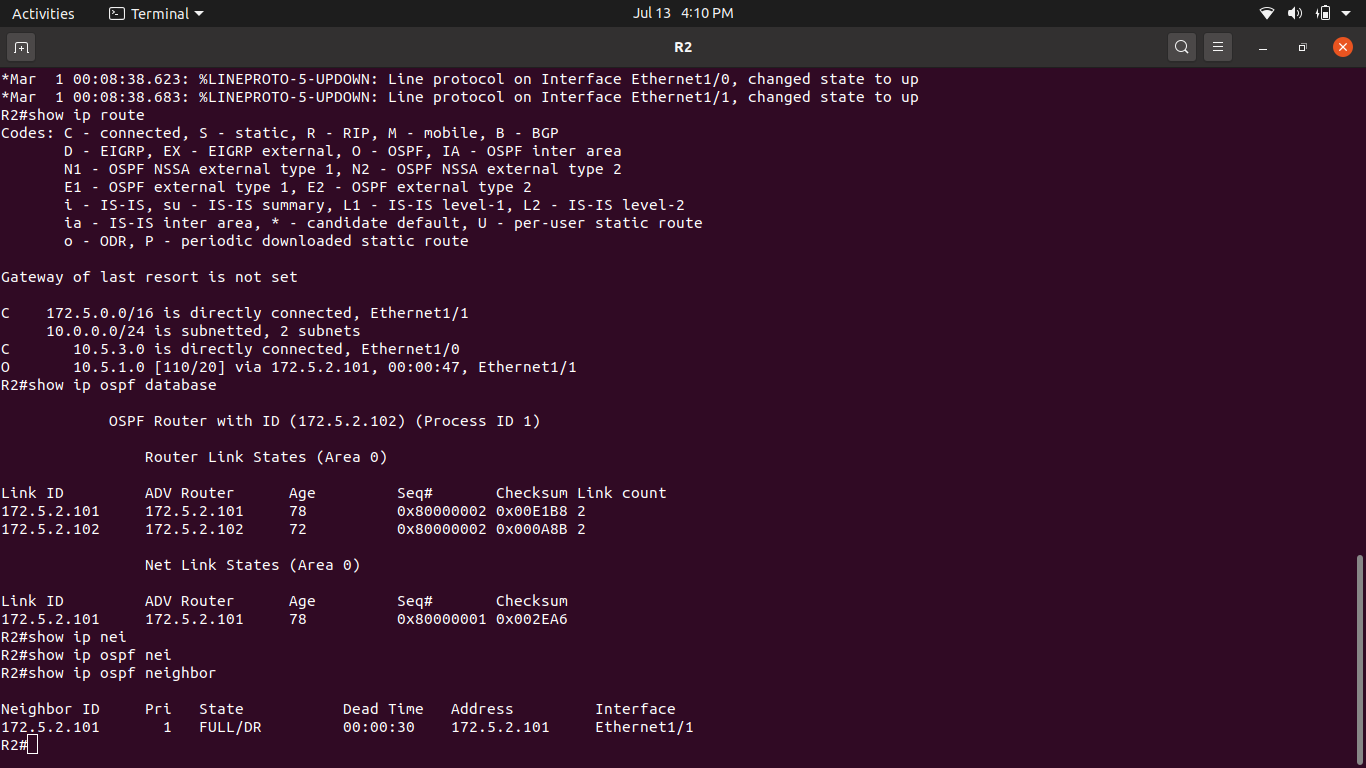 Activities Terminal Jul 13 4:10 PM
R2
*Mar  1 00:08:38.623: %LINEPROTO-5-UPDOWN: Line protocol on Interface Ethernet1/0, changed state to up
*Mar  1 00:08:38.683: %LINEPROTO-5-UPDOWN: Line protocol on Interface Ethernet1/1, changed state to up
R2#show ip route
Codes: C - connected, S - static, R - RIP, M - mobile, B - BGP
       D - EIGRP, EX - EIGRP external, O - OSPF, IA - OSPF inter area
       N1 - OSPF NSSA external type 1, N2 - OSPF NSSA external type 2
       E1 - OSPF external type 1, E2 - OSPF external type 2
       i - IS-IS, su - IS-IS summary, L1 - IS-IS level-1, L2 - IS-IS level-2
       ia - IS-IS inter area, * - candidate default, U - per-user static route
       o - ODR, P - periodic downloaded static route

Gateway of last resort is not set

C    172.5.0.0/16 is directly connected, Ethernet1/1
     10.0.0.0/24 is subnetted, 2 subnets
C       10.5.3.0 is directly connected, Ethernet1/0
O       10.5.1.0 [110/20] via 172.5.2.101, 00:00:47, Ethernet1/1
R2#show ip ospf database

            OSPF Router with ID (172.5.2.102) (Process ID 1)

                Router Link States (Area 0)

Link ID         ADV Router      Age         Seq#       Checksum Link count
172.5.2.101     172.5.2.101     78          0x80000002 0x00E1B8 2
172.5.2.102     172.5.2.102     72          0x80000002 0x000A8B 2

                Net Link States (Area 0)

Link ID         ADV Router      Age         Seq#       Checksum
172.5.2.101     172.5.2.101     78          0x80000001 0x002EA6
R2#show ip nei
R2#show ip ospf nei
R2#show ip ospf neighbor

Neighbor ID     Pri   State           Dead Time   Address         Interface
172.5.2.101       1   FULL/DR         00:00:30    172.5.2.101     Ethernet1/1
R2#